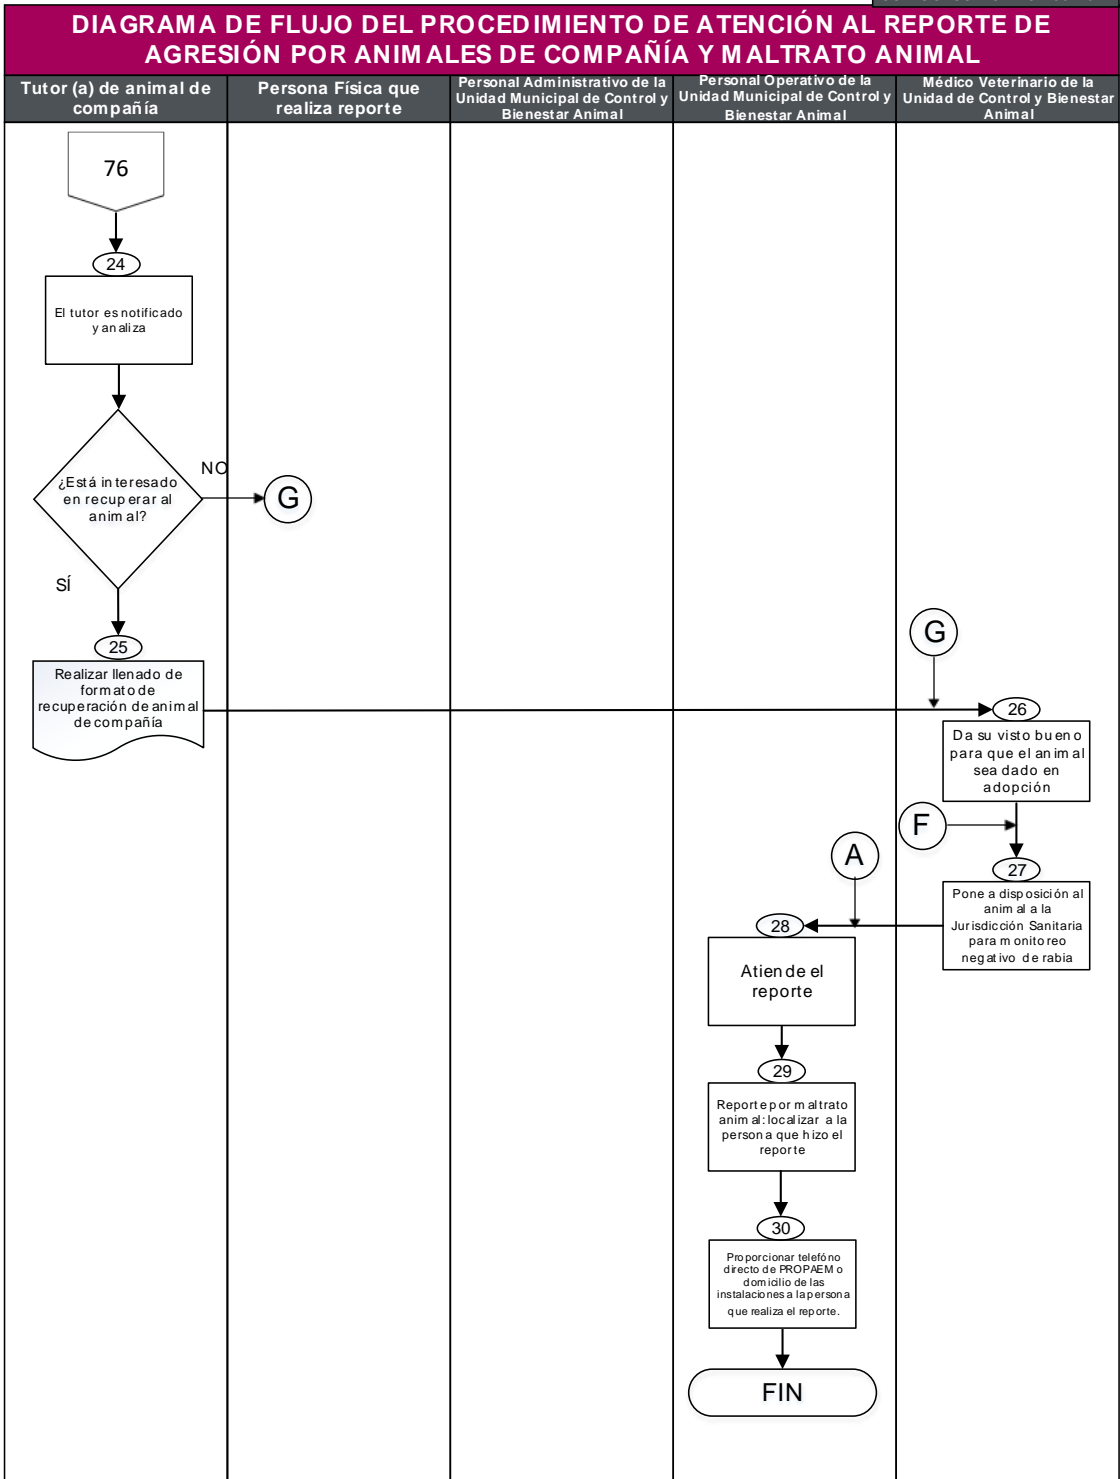 DIAGRAMA DE FLUJO DEL PROCEDIMIENTO DE ATENCIÓN AL REPORTE DE
AGRESIÓN POR ANIMALES DE COMPAÑÍA Y MALTRATO ANIMAL
Tutor (a) de animal de
compañía
Persona Física que
realiza reporte
Personal Administrativo de la
Unidad Municipal de Control y
Bienestar Animal
Personal Operativo de la
Unidad Municipal de Control y
Bienestar Animal
Médico Veterinario de la
Unidad de Control y Bienestar
Animal
76
24
El tutor es notificado
y analiza
¿Está interesado
en recuperar al
animal?
NO
G
SÍ
25
Realizar llenado de
formato de
recuperación de animal
de compañía
G
26
Da su visto bueno
para que el animal
sea dado en
adopción
F
27
Pone a disposición al
animal a la
Jurisdicción Sanitaria
para monitoreo
negativo de rabia
A
28
Atiende el
reporte
29
Reporte por maltrato
animal: localizar a la
persona que hizo el
reporte
30
Proporcionar telefóno
directo de PROPAEM o
domicilio de las
instalaciones a la persona
que realiza el reporte.
FIN